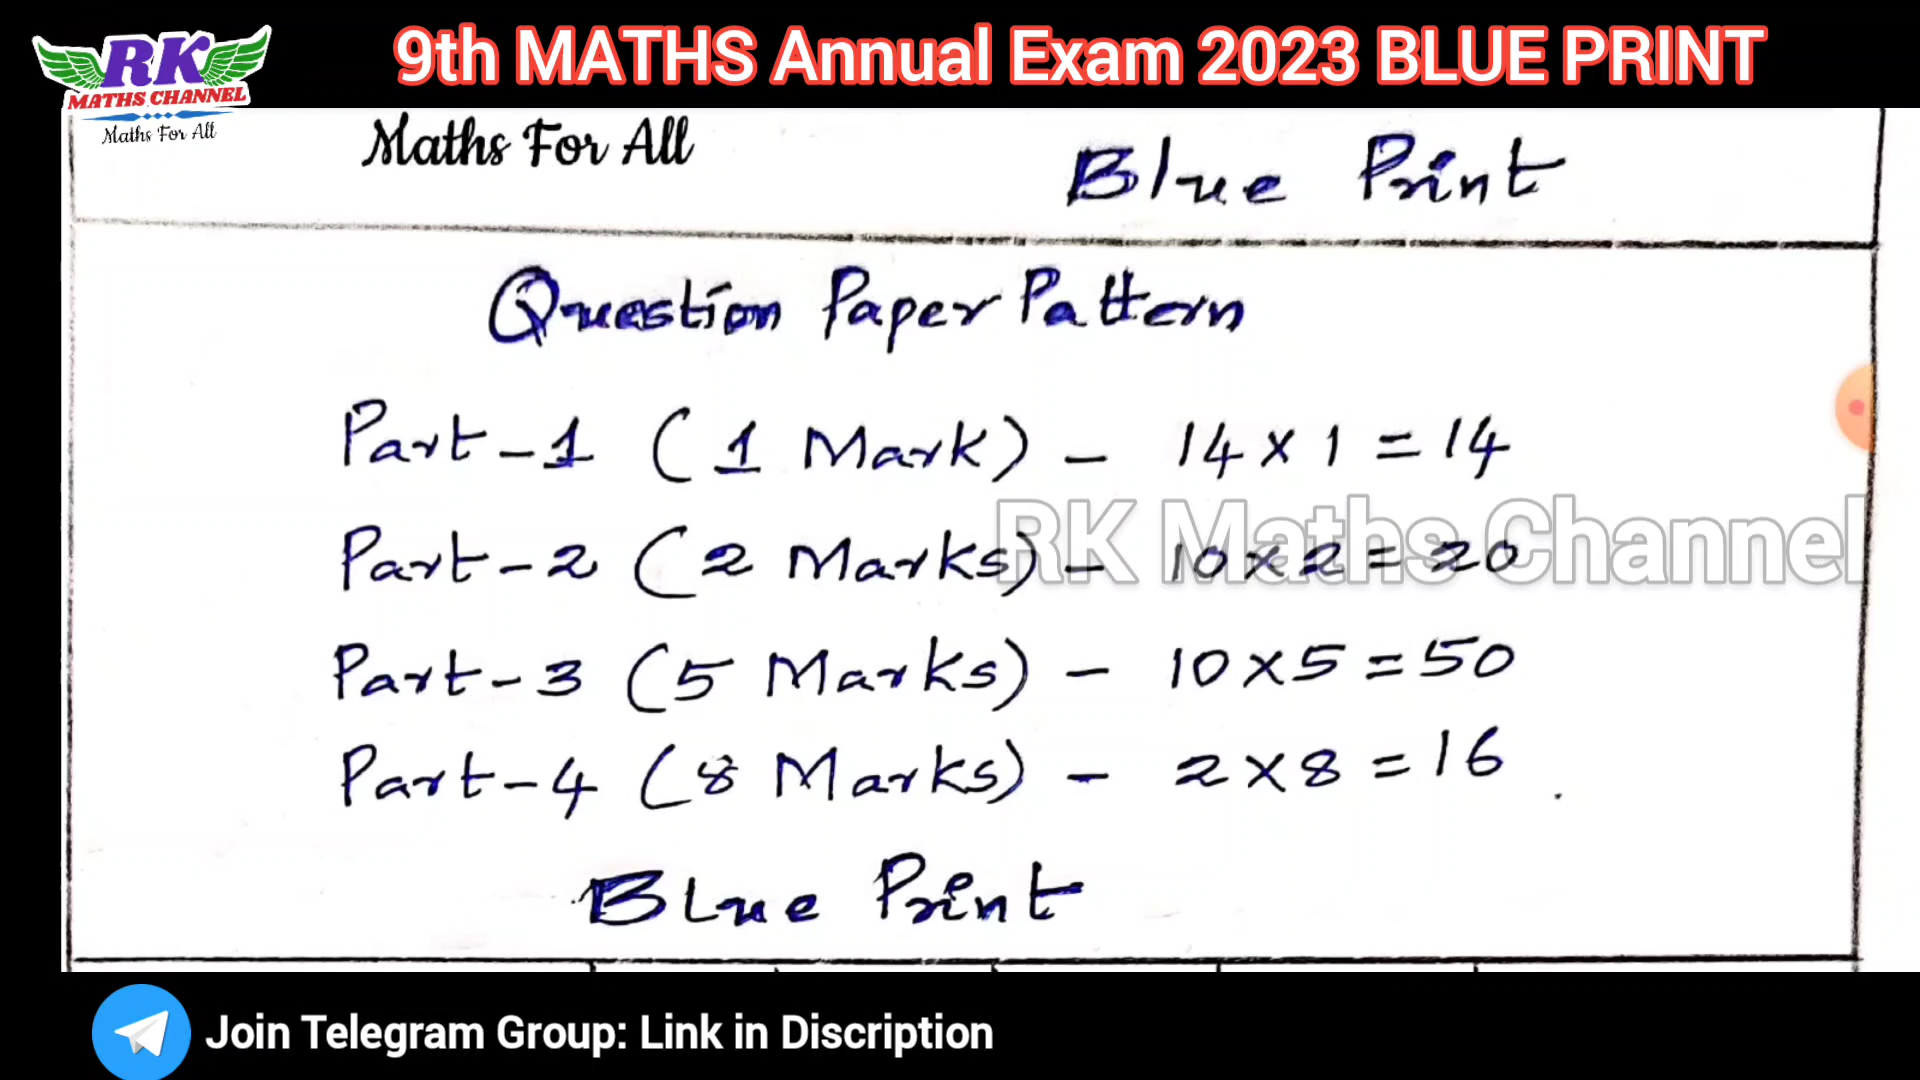 RK
MATHS CHANNEL
Maths For All
9th MATHS Annual Exam 2023 BLUE PRINT
Maths For All
Blue Print
Question Paper Pattern
Part-1 (1 Mark) - 14 x 1 = 14
Part-2 (2 Marks) - 10 x 2 = 20
RK Maths Channel
Part-3 (5 Marks) - 10 x 5 = 50
Part-4 (8 Marks) - 2 x 8 = 16
Blue Print
Join Telegram Group: Link in Discription